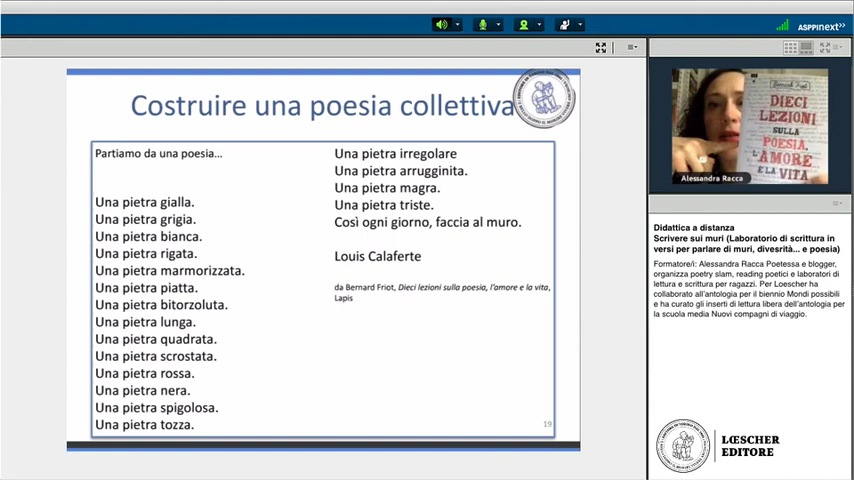 ASPPInext>>
Costruire una poesia collettiva
Partiamo da una poesia…
Una pietra gialla.
Una pietra grigia.
Una pietra bianca.
Una pietra rigata.
Una pietra marmorizzata.
Una pietra piatta.
Una pietra bitorzoluta.
Una pietra lunga.
Una pietra quadrata.
Una pietra scrostata.
Una pietra rossa.
Una pietra nera.
Una pietra spigolosa.
Una pietra tozza.
Una pietra irregolare
Una pietra arrugginita.
Una pietra magra.
Una pietra triste.
Così ogni giorno, faccia al muro.
Louis Calaferte
da Bernard Friot, Dieci lezioni sulla poesia, l'amore e la vita,
Lapis
19
Bernard Friot
DIECI
LEZIONI
SULLA
POESIA,
L'AMORE
E LA VITA
Alessandra Racca
Didattica a distanza
Scrivere sui muri (Laboratorio di scrittura in
versi per parlare di muri, divesrità... e poesia)
Formatore/i: Alessandra Racca Poetessa e blogger,
organizza poetry slam, reading poetici e laboratori di
lettura e scrittura per ragazzi. Per Loescher ha
collaborato all'antologia per il biennio Mondi possibili
e ha curato gli inserti di lettura libera dell'antologia per
la scuola media Nuovi compagni di viaggio.
LŒSCHER
EDITORE